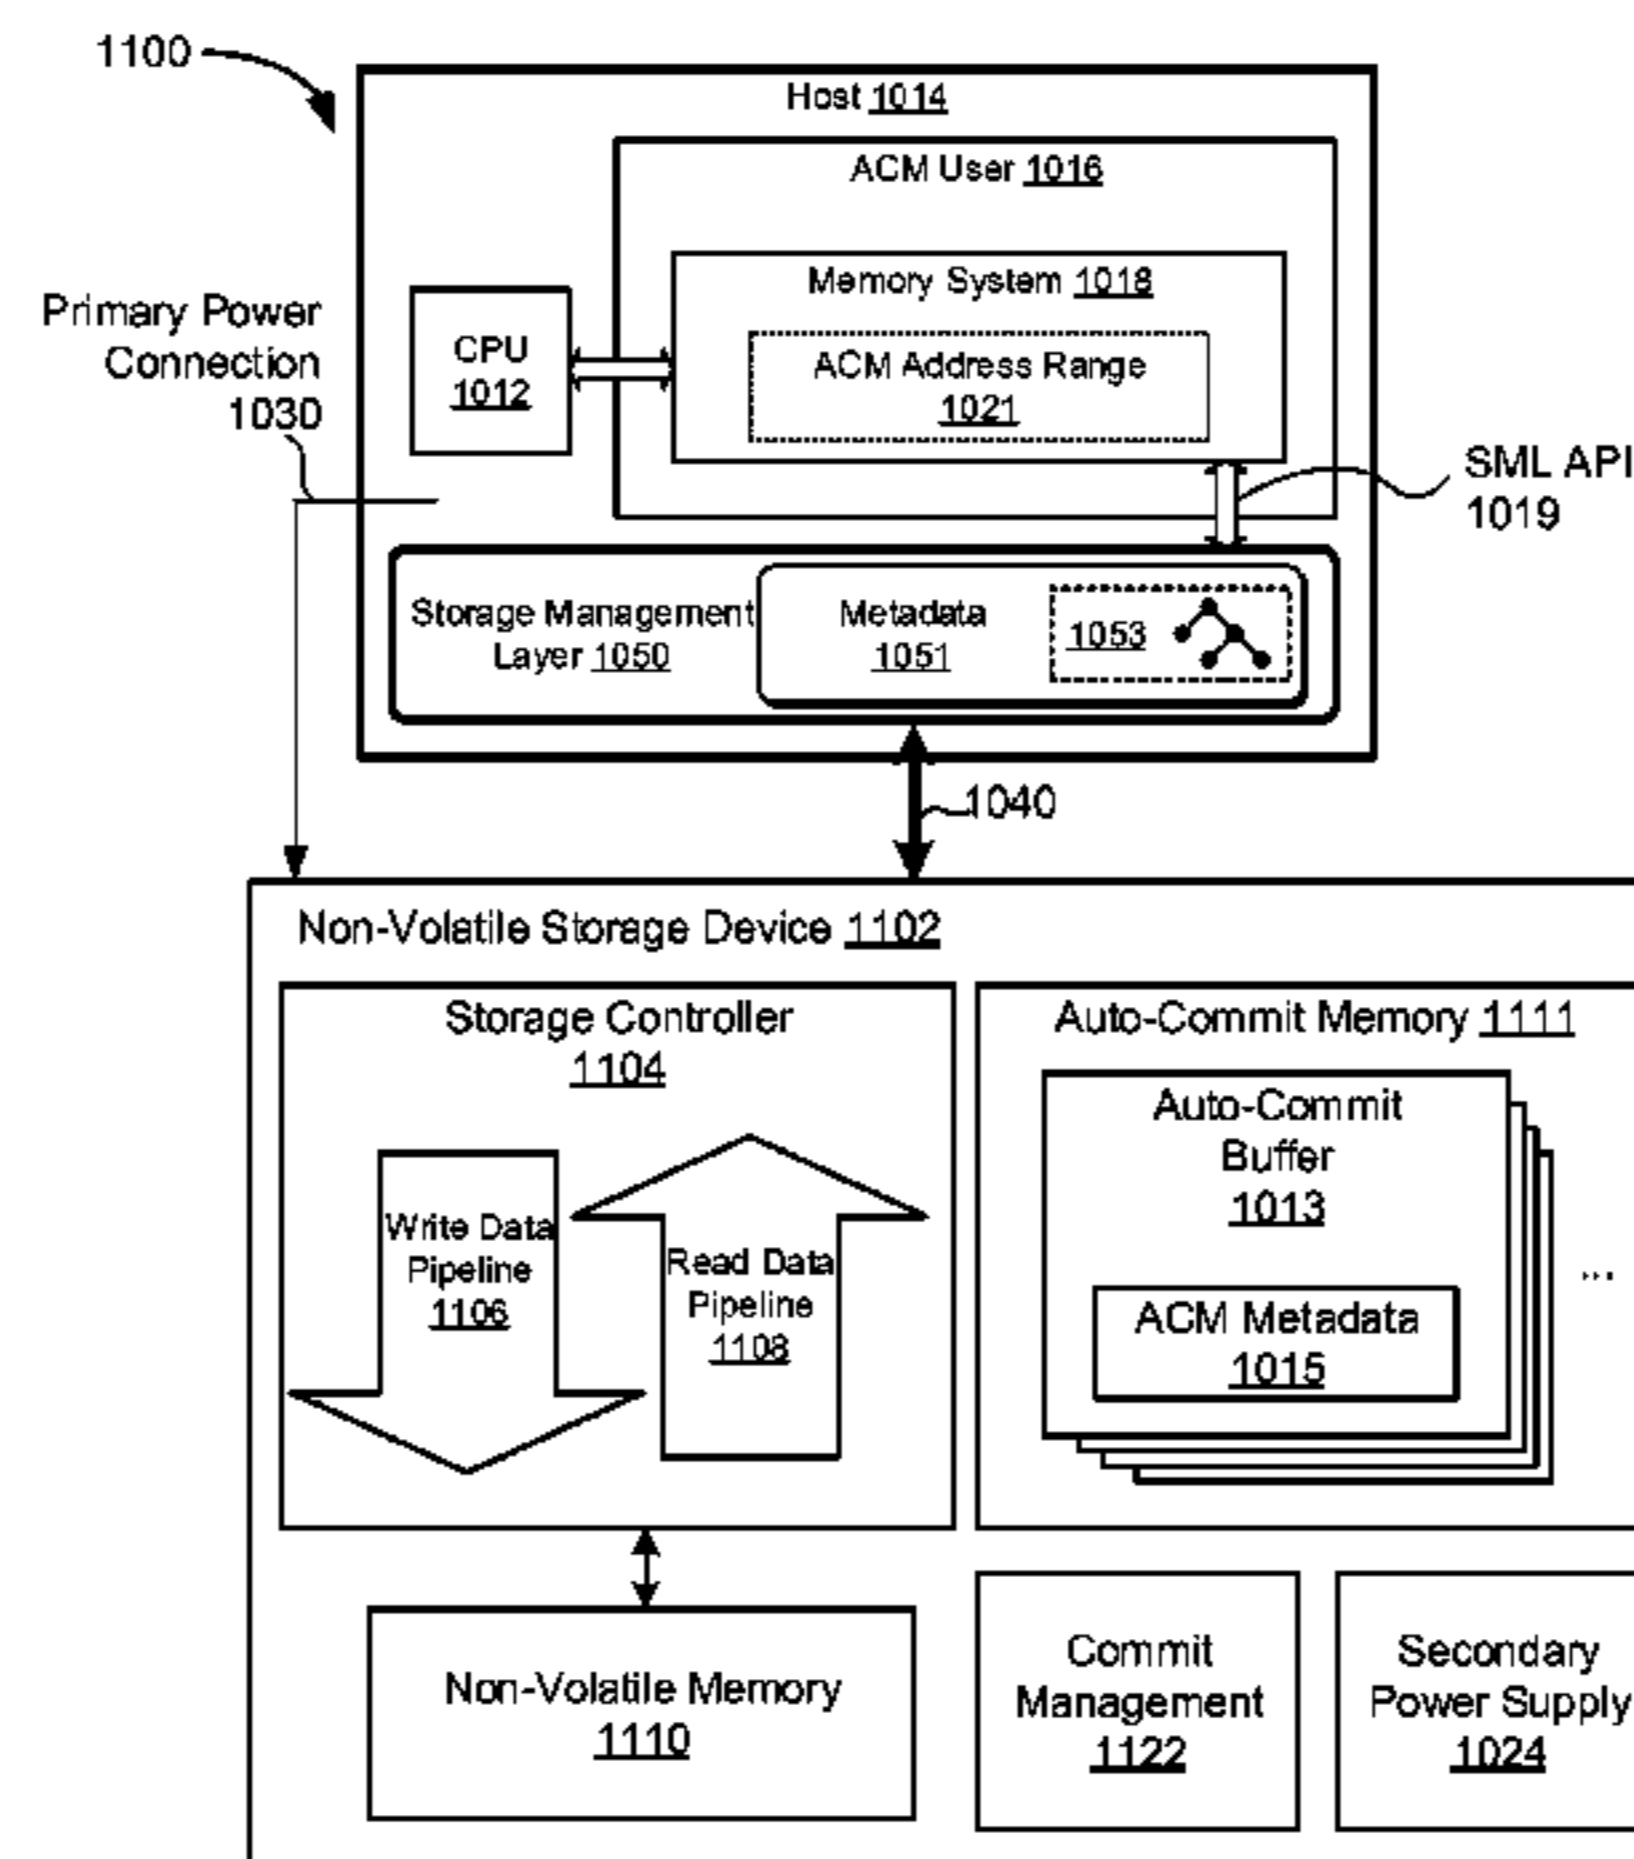 1100
Host 1014
ACM User 1016
Memory System 1018
ACM Address Range
1021
CPU
1012
Primary Power
Connection
1030
SML API
1019
Storage Management
Layer 1050
Metadata
1051
1053
1040
Non-Volatile Storage Device 1102
Storage Controller
1104
Write Data
Pipeline
1106
Read Data
Pipeline
1108
Auto-Commit Memory 1111
Auto-Commit
Buffer
1013
ACM Metadata
1015
...
Non-Volatile Memory
1110
Commit
Management
1122
Secondary
Power Supply
1024